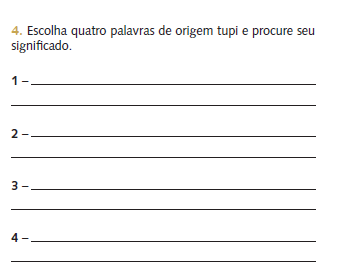 4. Escolha quatro palavras de origem tupi e procure seu
significado.
1 –
2 –
3 –
4 –